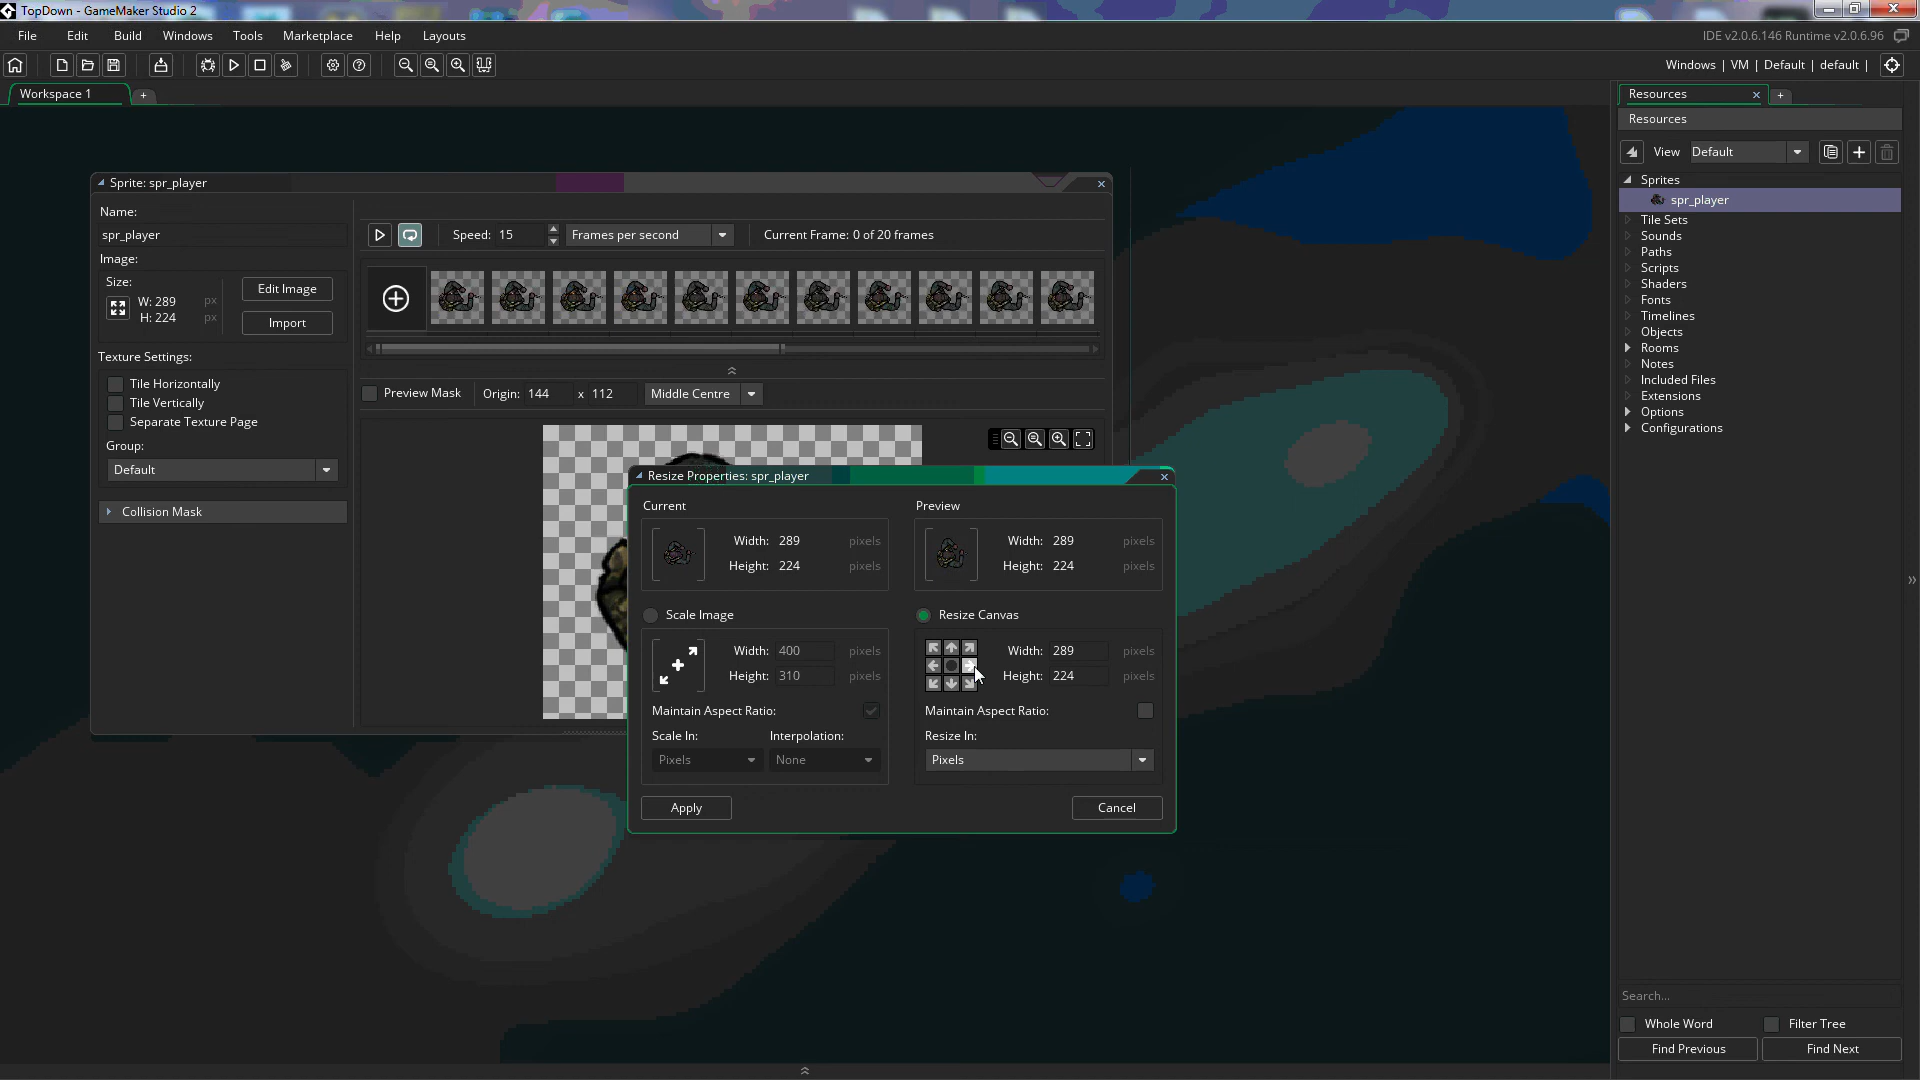 TopDown - GameMaker Studio 2
File Edit Build Windows Tools Marketplace Help Layouts
IDE v2.0.6.146 Runtime v2.0.6.96
Windows | VM | Default | default |
Workspace 1
Resources
Resources
View Default
Sprites
spr_player
Tile Sets
Sounds
Paths
Scripts
Shaders
Fonts
Timelines
Objects
Rooms
Notes
Included Files
Extensions
Options
Configurations
Search...
Whole Word Filter Tree
Find Previous Find Next
Sprite: spr_player
Name:
spr_player
Image:
Size:
W: 289 px
H: 224 px
Edit Image
Import
Texture Settings:
Tile Horizontally
Tile Vertically
Separate Texture Page
Group:
Default
Collision Mask
Speed: 15 Frames per second Current Frame: 0 of 20 frames
Preview Mask Origin: 144 x 112 Middle Centre
Resize Properties: spr_player
Current
Width: 289 pixels
Height: 224 pixels
Preview
Width: 289 pixels
Height: 224 pixels
Scale Image
Width: 400 pixels
Height: 310 pixels
Maintain Aspect Ratio:
Scale In: Interpolation:
Pixels None
Resize Canvas
Width: 289 pixels
Height: 224 pixels
Maintain Aspect Ratio:
Resize In:
Pixels
Apply Cancel